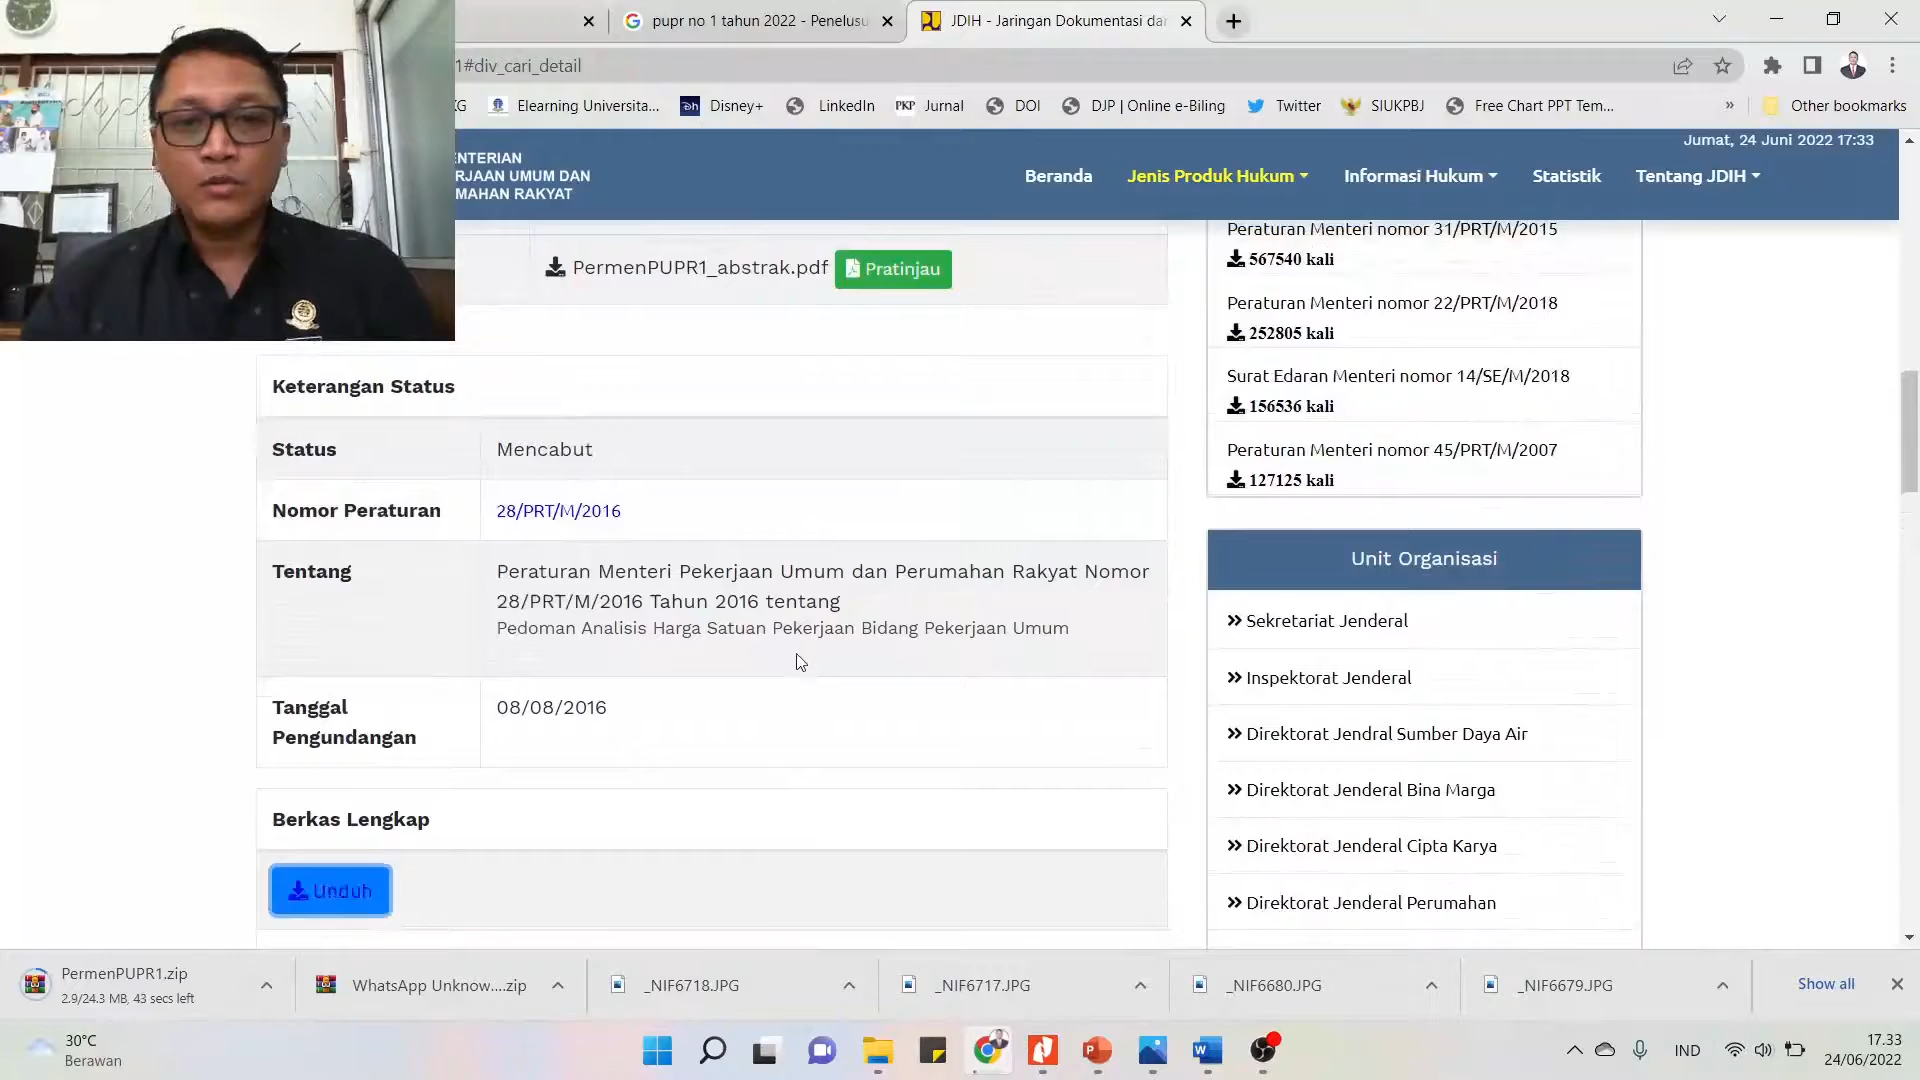 pupr no 1 tahun 2022 - Penelusu
JDIH - Jaringan Dokumentasi dan
1#div_cari_detail
KG
Elearning Universita...
Disney+
LinkedIn
PKP Jurnal
DOI
DJP | Online e-Biling
Twitter
SIUKPBJ
Free Chart PPT Tem...
»
Other bookmarks
Jumat, 24 Juni 2022 17:33
ENTERIAN
RJAAN UMUM DAN
MAHAN RAKYAT
Beranda
Jenis Produk Hukum
Informasi Hukum
Statistik
Tentang JDIH
PermenPUPR1_abstrak.pdf
Pratinjau
Keterangan Status
Status
Mencabut
Nomor Peraturan
28/PRT/M/2016
Tentang
Peraturan Menteri Pekerjaan Umum dan Perumahan Rakyat Nomor
28/PRT/M/2016 Tahun 2016 tentang
Pedoman Analisis Harga Satuan Pekerjaan Bidang Pekerjaan Umum
Tanggal
Pengundangan
08/08/2016
Berkas Lengkap
Unduh
Peraturan Menteri nomor 31/PRT/M/2015
567540 kali
Peraturan Menteri nomor 22/PRT/M/2018
252805 kali
Surat Edaran Menteri nomor 14/SE/M/2018
156536 kali
Peraturan Menteri nomor 45/PRT/M/2007
127125 kali
Unit Organisasi
Sekretariat Jenderal
Inspektorat Jenderal
Direktorat Jendral Sumber Daya Air
Direktorat Jenderal Bina Marga
Direktorat Jenderal Cipta Karya
Direktorat Jenderal Perumahan
PermenPUPR1.zip
2.9/24.3 MB, 43 secs left
WhatsApp Unknow....zip
_NIF6718.JPG
_NIF6717.JPG
_NIF6680.JPG
_NIF6679.JPG
Show all
30°C
Berawan
IND
17.33
24/06/2022